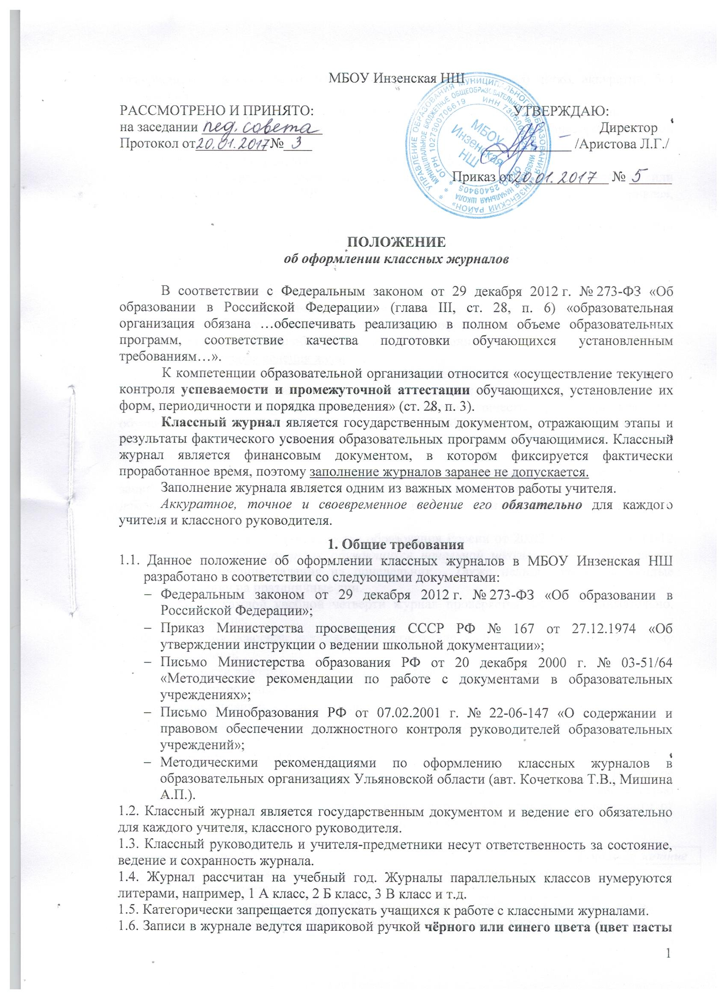 МБОУ Инзенская НШ
РАССМОТРЕНО И ПРИНЯТО:
на заседании пед. совета
Протокол от 20.01.2017 № 3
УТВЕРЖДАЮ:
Директор
/Аристова Л.Г./
Приказ от 20.01.2017 № 5
УПРАВЛЕНИЕ ОБРАЗОВАНИЯ МУНИЦИПАЛЬНОГО ОБРАЗОВАНИЯ «ИНЗЕНСКИЙ РАЙОН»
МУНИЦИПАЛЬНОЕ БЮДЖЕТНОЕ ОБЩЕОБРАЗОВАТЕЛЬНОЕ УЧРЕЖДЕНИЕ ИНЗЕНСКАЯ НАЧАЛЬНАЯ ШКОЛА
ОГРН 1027300706619
ОКПО 25409405
МБОУ
Инзенская
НШ
ПОЛОЖЕНИЕ
об оформлении классных журналов
В соответствии с Федеральным законом от 29 декабря 2012 г. № 273-ФЗ «Об
образовании в Российской Федерации» (глава III, ст. 28, п. 6) «образовательная
организация обязана …обеспечивать реализацию в полном объеме образовательных
программ, соответствие качества подготовки обучающихся установленным
требованиям…».
К компетенции образовательной организации относится «осуществление текущего
контроля успеваемости и промежуточной аттестации обучающихся, установление их
форм, периодичности и порядка проведения» (ст. 28, п. 3).
Классный журнал является государственным документом, отражающим этапы и
результаты фактического усвоения образовательных программ обучающимися. Классный
журнал является финансовым документом, в котором фиксируется фактически
проработанное время, поэтому заполнение журналов заранее не допускается.
Заполнение журнала является одним из важных моментов работы учителя.
Аккуратное, точное и своевременное ведение его обязательно для каждого
учителя и классного руководителя.
1. Общие требования
1.1. Данное положение об оформлении классных журналов в МБОУ Инзенская НШ
разработано в соответствии со следующими документами:
– Федеральным законом от 29 декабря 2012 г. № 273-ФЗ «Об образовании в
Российской Федерации»;
– Приказ Министерства просвещения СССР РФ № 167 от 27.12.1974 «Об
утверждении инструкции о ведении школьной документации»;
– Письмо Министерства образования РФ от 20 декабря 2000 г. № 03-51/64
«Методические рекомендации по работе с документами в образовательных
учреждениях»;
– Письмо Минобразования РФ от 07.02.2001 г. № 22-06-147 «О содержании и
правовом обеспечении должностного контроля руководителей образовательных
учреждений»;
– Методическими рекомендациями по оформлению классных журналов в
образовательных организациях Ульяновской области (авт. Кочеткова Т.В., Мишина
А.П.).
1.2. Классный журнал является государственным документом и ведение его обязательно
для каждого учителя, классного руководителя.
1.3. Классный руководитель и учителя-предметники несут ответственность за состояние,
ведение и сохранность журнала.
1.4. Журнал рассчитан на учебный год. Журналы параллельных классов нумеруются
литерами, например, 1 А класс, 2 Б класс, 3 В класс и т.д.
1.5. Категорически запрещается допускать учащихся к работе с классными журналами.
1.6. Записи в журнале ведутся шариковой ручкой чёрного или синего цвета (цвет пасты
1